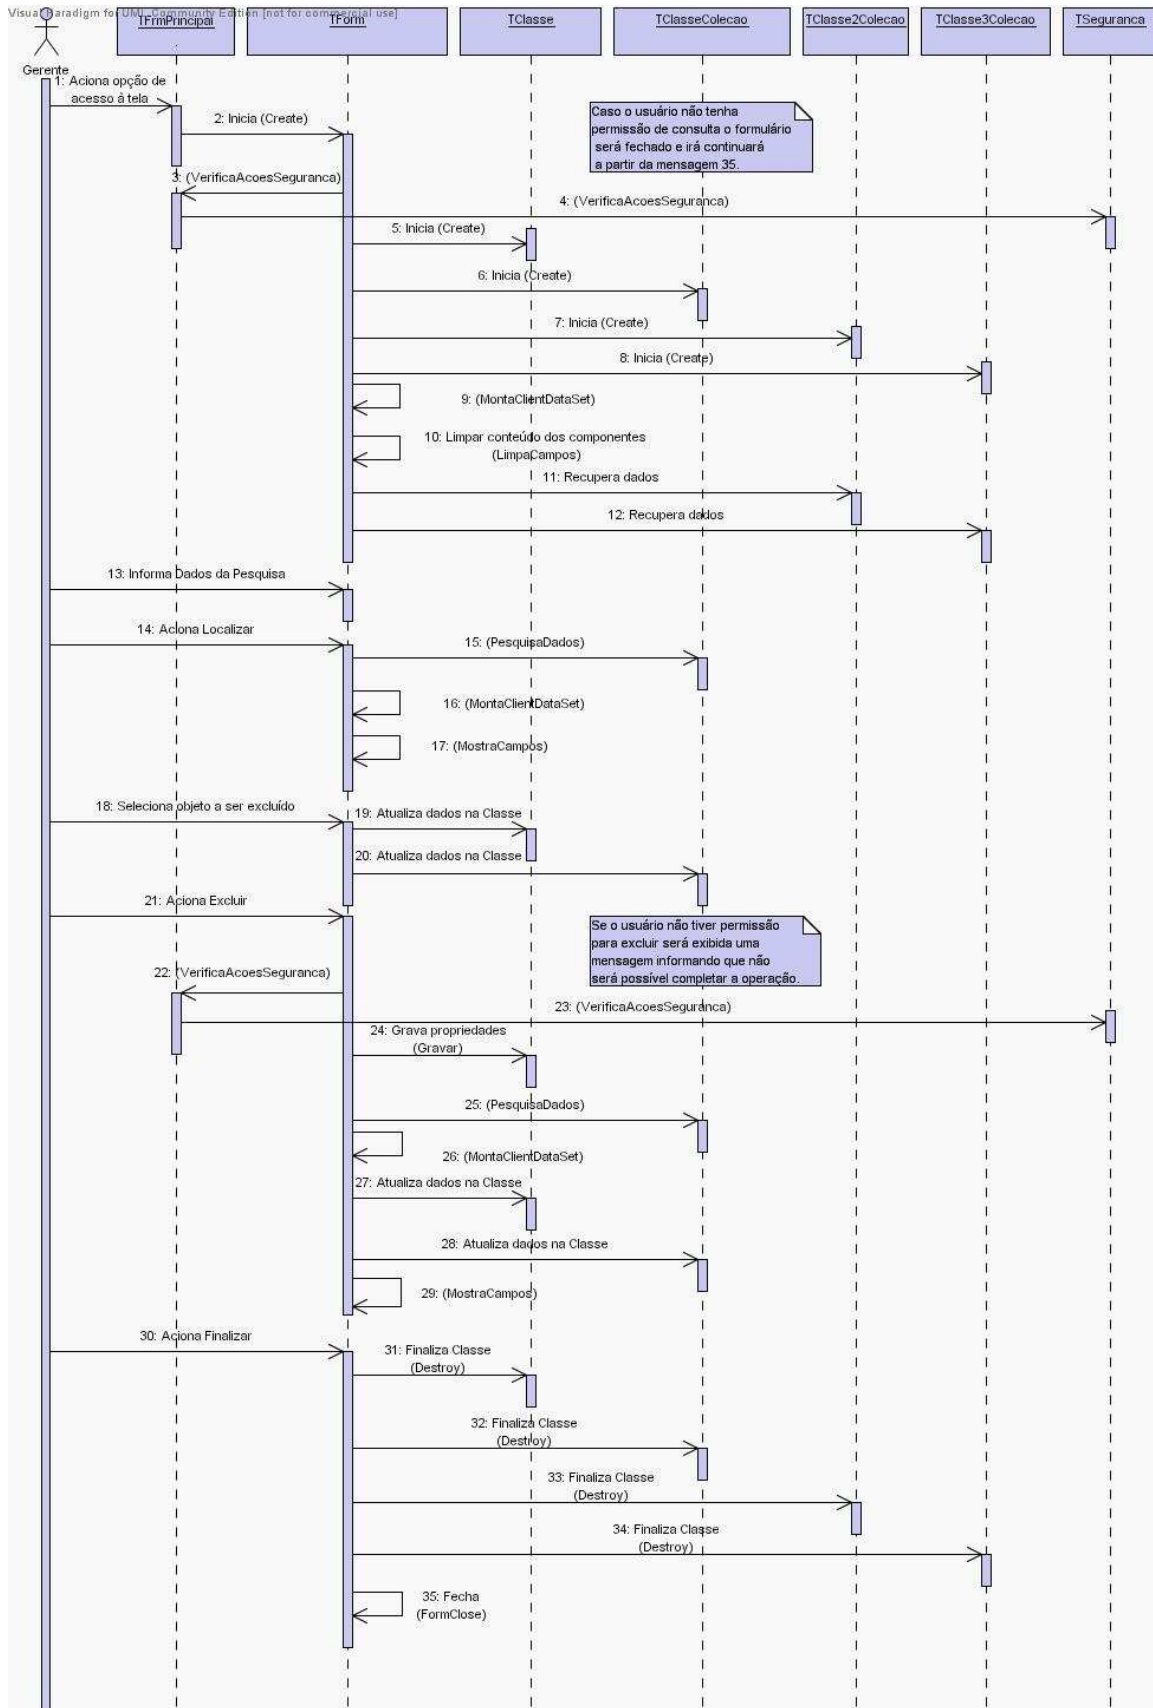 Visual Paradigm for UML Community Edition [not for commercial use]
TFrmPrincipal
TForm
TClasse
TClasseColecao
TClasse2Colecao
TClasse3Colecao
TSeguranca
.
Gerente
1: Aciona opção de
acesso à tela
2: Inicia (Create)
Caso o usuário não tenha
permissão de consulta o formulário
será fechado e irá continuará
a partir da mensagem 35.
3: (VerificaAcoesSeguranca)
4: (VerificaAcoesSeguranca)
5: Inicia (Create)
6: Inicia (Create)
7: Inicia (Create)
8: Inicia (Create)
9: (MontaClientDataSet)
10: Limpar conteúdo dos componentes
(LimpaCampos)
11: Recupera dados
12: Recupera dados
13: Informa Dados da Pesquisa
14: Aciona Localizar
15: (PesquisaDados)
16: (MontaClientDataSet)
17: (MostraCampos)
18: Seleciona objeto a ser excluído
19: Atualiza dados na Classe
20: Atualiza dados na Classe
21: Aciona Excluir
Se o usuário não tiver permissão
para excluir será exibida uma
mensagem informando que não
será possível completar a operação.
22: (VerificaAcoesSeguranca)
23: (VerificaAcoesSeguranca)
24: Grava propriedades
(Gravar)
25: (PesquisaDados)
26: (MontaClientDataSet)
27: Atualiza dados na Classe
28: Atualiza dados na Classe
29: (MostraCampos)
30: Aciona Finalizar
31: Finaliza Classe
(Destroy)
32: Finaliza Classe
(Destroy)
33: Finaliza Classe
(Destroy)
34: Finaliza Classe
(Destroy)
35: Fecha
(FormClose)